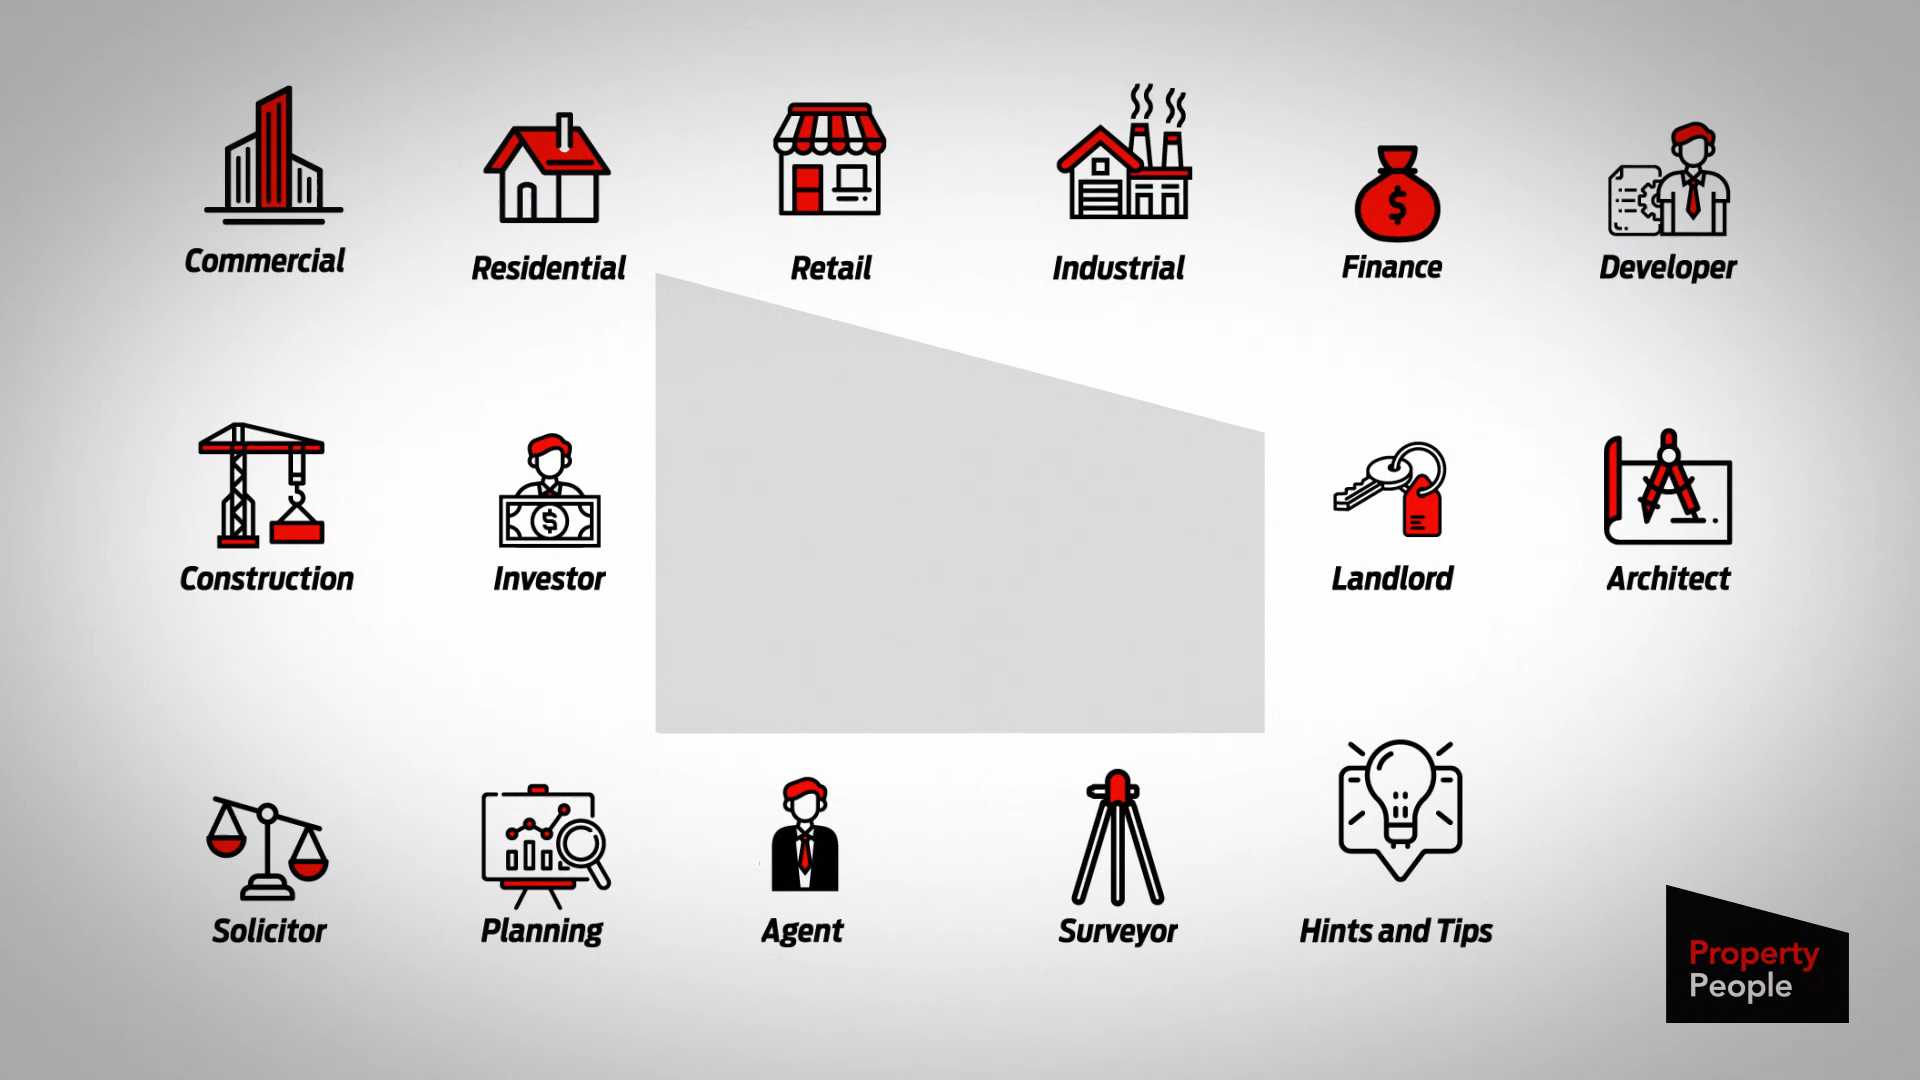 Commercial
Residential
Retail
Industrial
Finance
Developer
Construction
Investor
Landlord
Architect
Solicitor
Planning
Agent
Surveyor
Hints and Tips
Property
People